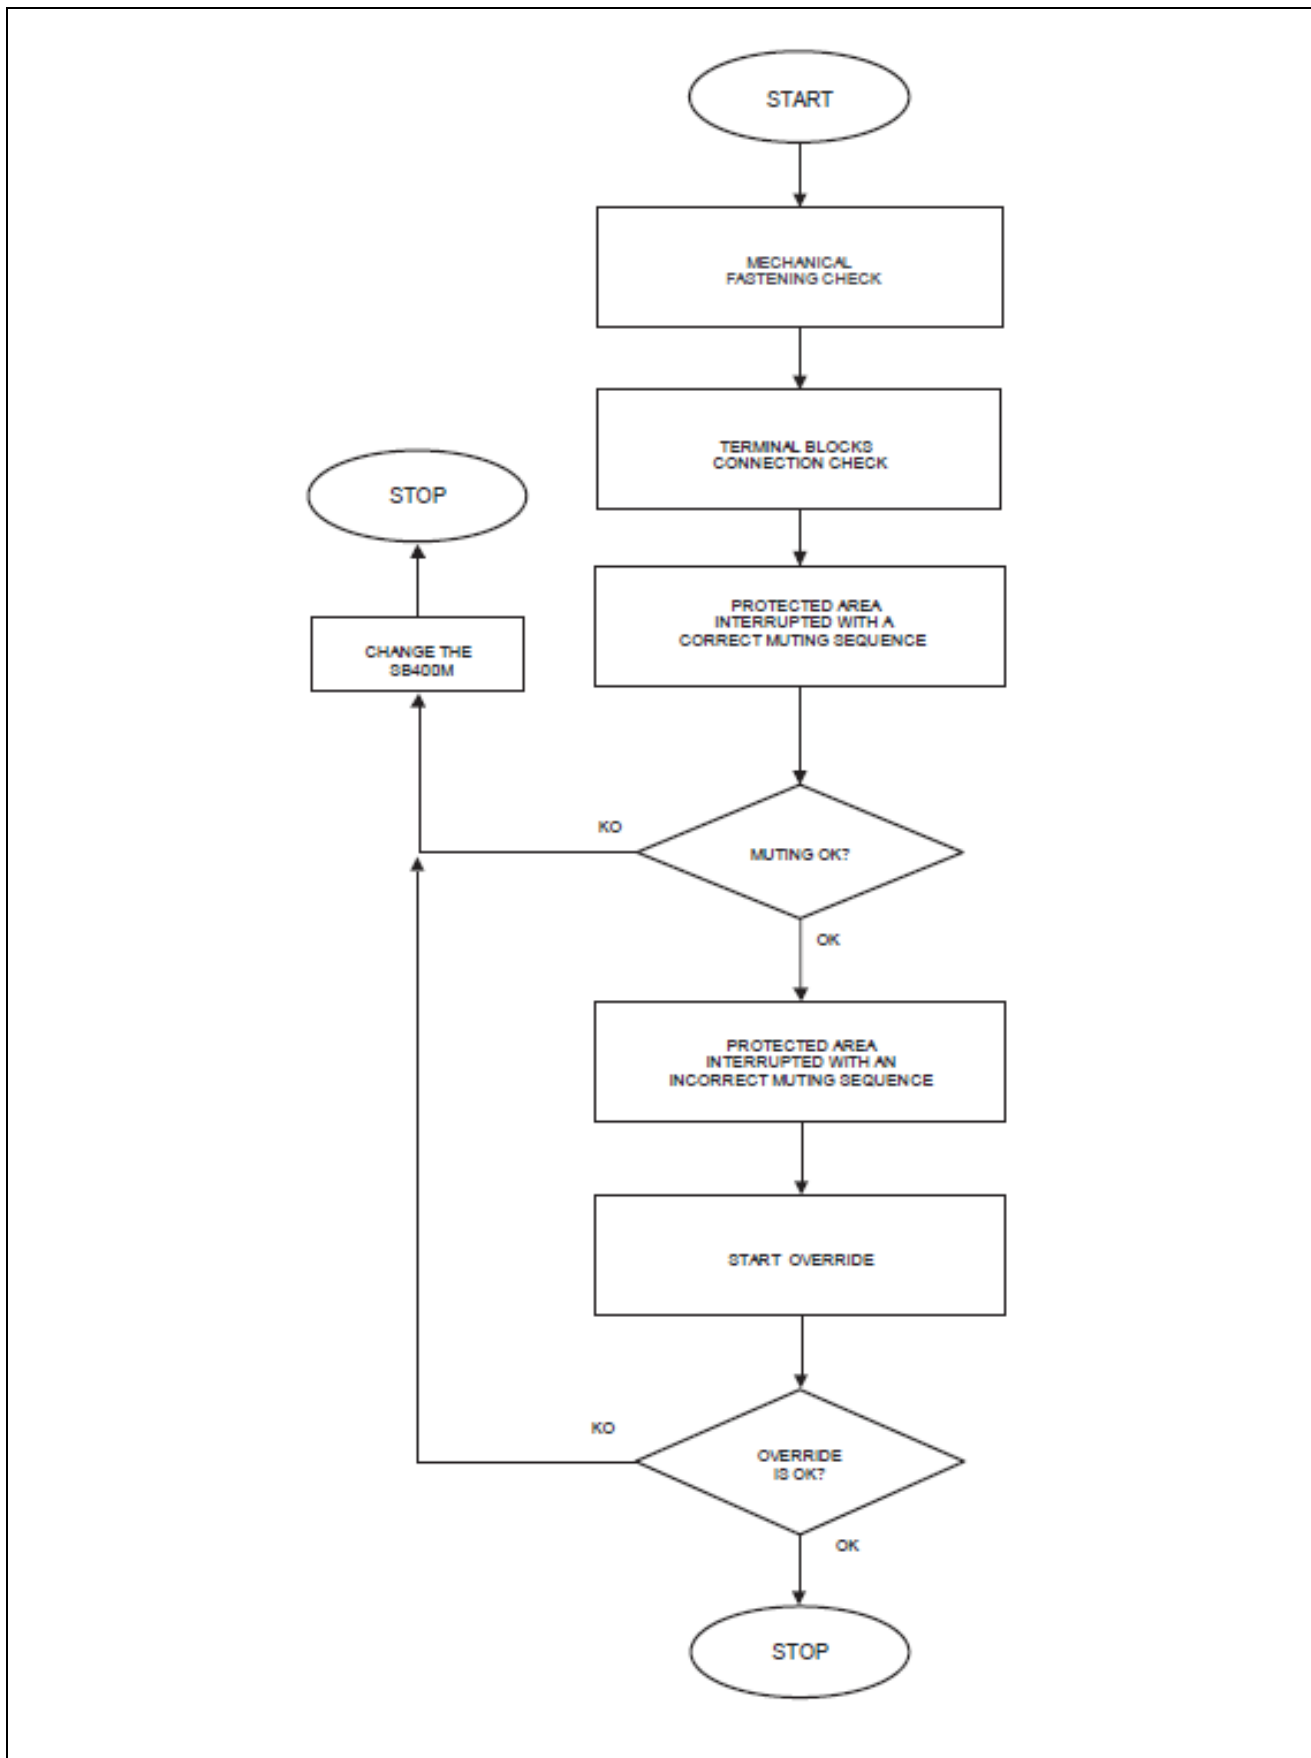 START
MECHANICAL
FASTENING CHECK
TERMINAL BLOCKS
CONNECTION CHECK
STOP
PROTECTED AREA
INTERRUPTED WITH A
CORRECT MUTING SEQUENCE
CHANGE THE
SB400M
KO
MUTING OK?
OK
PROTECTED AREA
INTERRUPTED WITH AN
INCORRECT MUTING SEQUENCE
START OVERRIDE
KO
OVERRIDE
IS OK?
OK
STOP